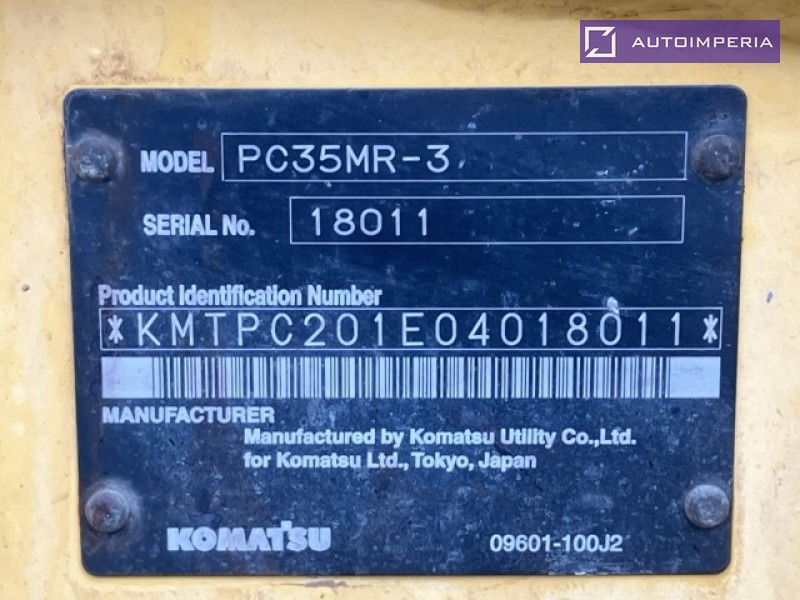 AUTOIMPERIA
MODEL PC35MR-3
SERIAL No. 18011
Product Identification Number
*KMTPC201E04018011*
MANUFACTURER
Manufactured by Komatsu Utility Co.,Ltd.
for Komatsu Ltd., Tokyo, Japan
KOMATSU 09601-100J2